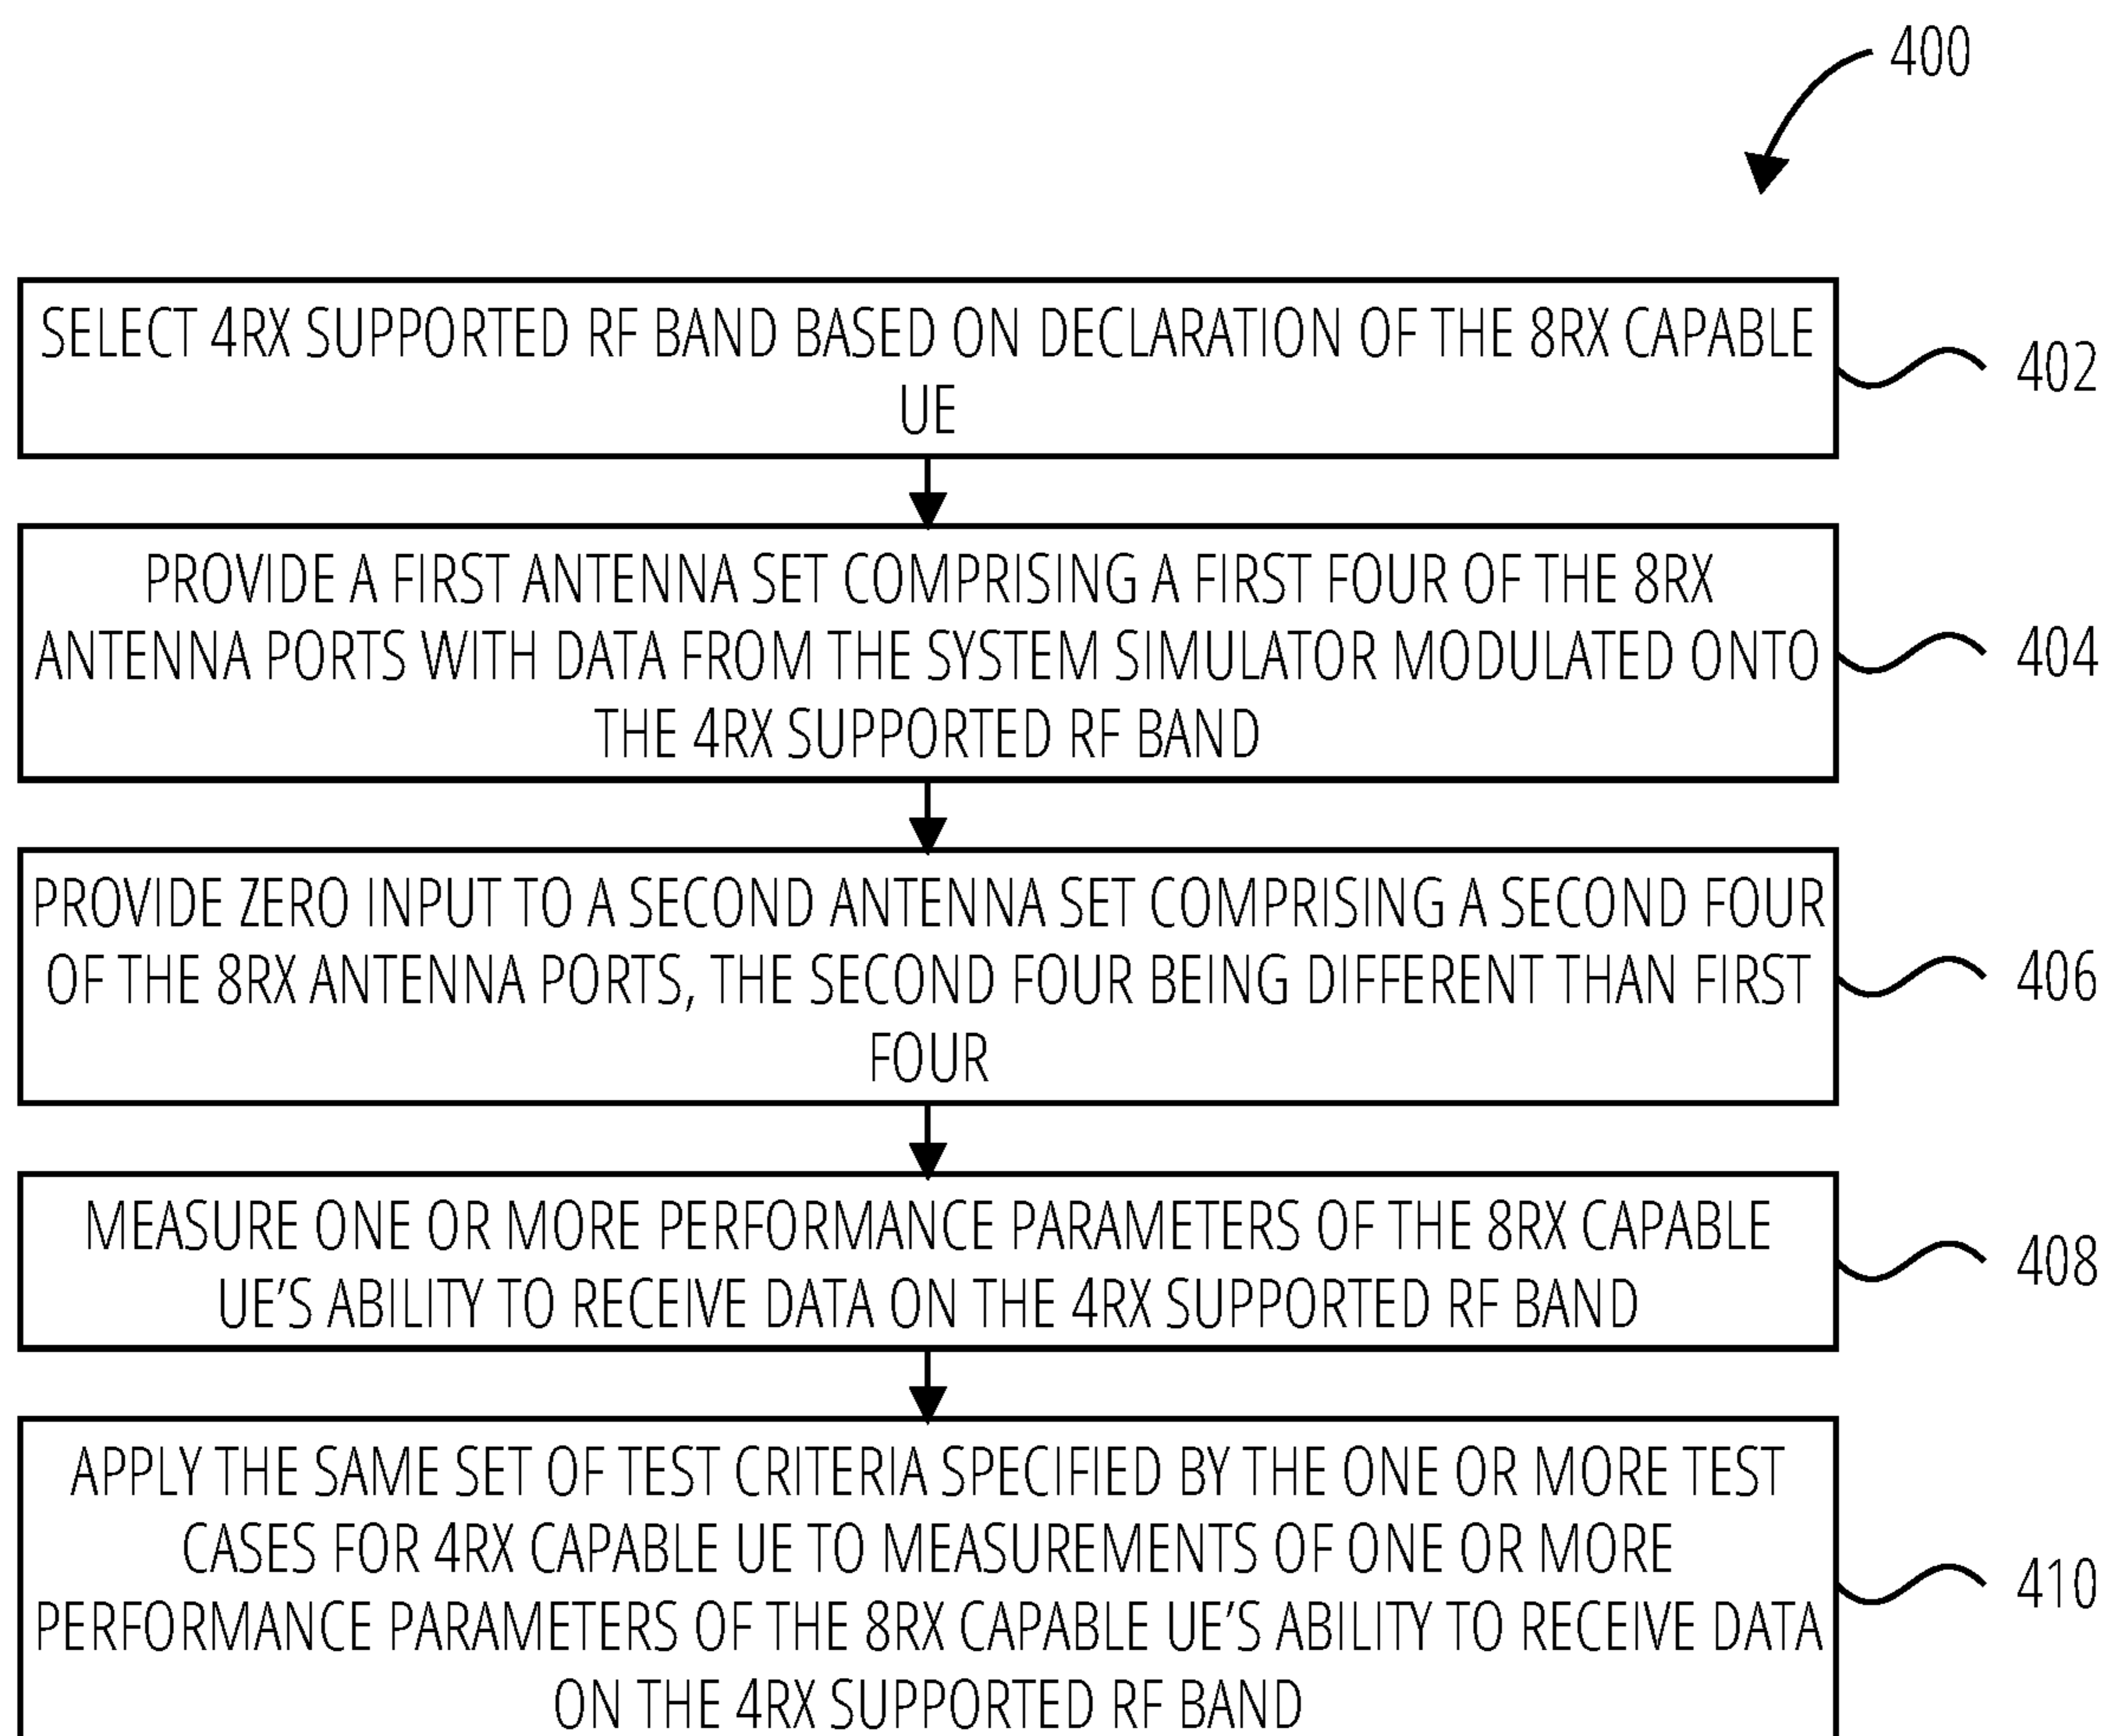 400
SELECT 4RX SUPPORTED RF BAND BASED ON DECLARATION OF THE 8RX CAPABLE
UE
402
PROVIDE A FIRST ANTENNA SET COMPRISING A FIRST FOUR OF THE 8RX
ANTENNA PORTS WITH DATA FROM THE SYSTEM SIMULATOR MODULATED ONTO
THE 4RX SUPPORTED RF BAND
404
PROVIDE ZERO INPUT TO A SECOND ANTENNA SET COMPRISING A SECOND FOUR
OF THE 8RX ANTENNA PORTS, THE SECOND FOUR BEING DIFFERENT THAN FIRST
FOUR
406
MEASURE ONE OR MORE PERFORMANCE PARAMETERS OF THE 8RX CAPABLE
UE’S ABILITY TO RECEIVE DATA ON THE 4RX SUPPORTED RF BAND
408
APPLY THE SAME SET OF TEST CRITERIA SPECIFIED BY THE ONE OR MORE TEST
CASES FOR 4RX CAPABLE UE TO MEASUREMENTS OF ONE OR MORE
PERFORMANCE PARAMETERS OF THE 8RX CAPABLE UE’S ABILITY TO RECEIVE DATA
ON THE 4RX SUPPORTED RF BAND
410